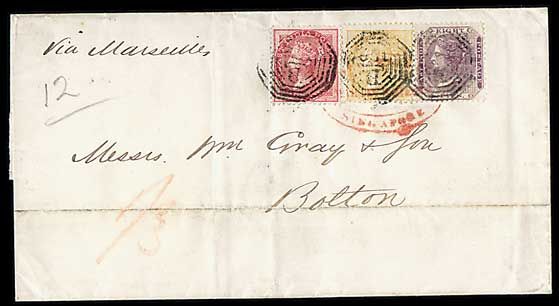 Via Marseilles
12
SINGAPORE
Messrs. Wm Gray & Son
Bolton